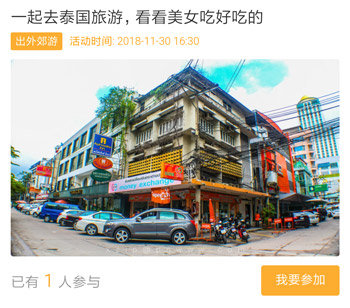 一起去泰国旅游，看看美女吃好吃的
出外郊游 活动时间: 2018-11-30 16:30
money exchange
已有 1 人参与
我要参加